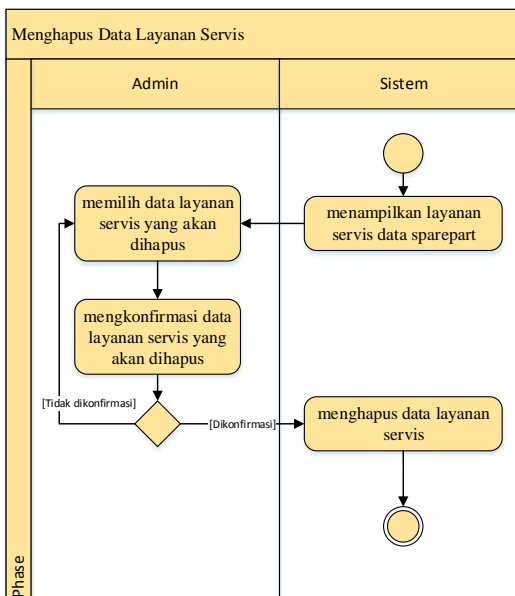 Menghapus Data Layanan Servis
Admin
Sistem
memilih data layanan
servis yang akan
dihapus
menampilkan layanan
servis data sparepart
mengkonfirmasi data
layanan servis yang
akan dihapus
[Tidak dikonfirmasi]
[Dikonfirmasi]
menghapus data layanan
servis
Phase